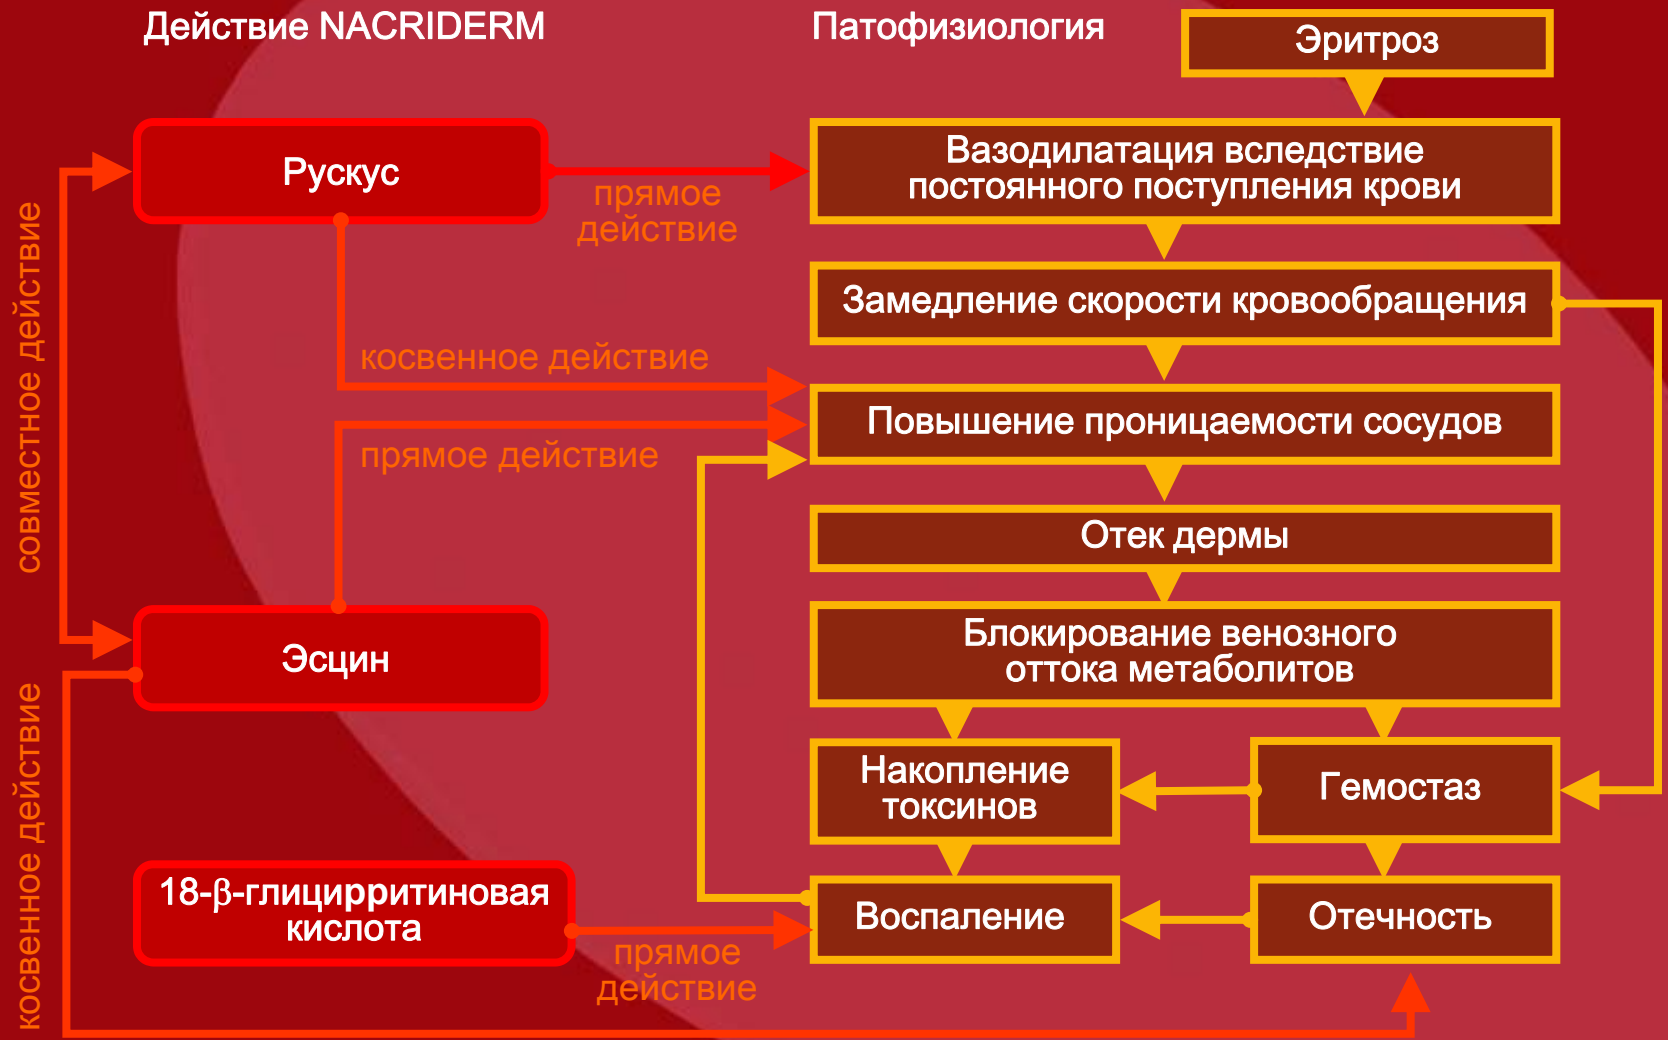 Действие NACRIDERM
Патофизиология
Эритроз
Рускус
прямое
действие
Вазодилатация вследствие
постоянного поступления крови
Замедление скорости кровообращения
совместное действие
косвенное действие
Повышение проницаемости сосудов
прямое действие
Отек дермы
Эсцин
Блокирование венозного
оттока метаболитов
косвенное действие
Накопление
токсинов
Гемостаз
18-β-глицирритиновая
кислота
прямое
действие
Воспаление
Отечность